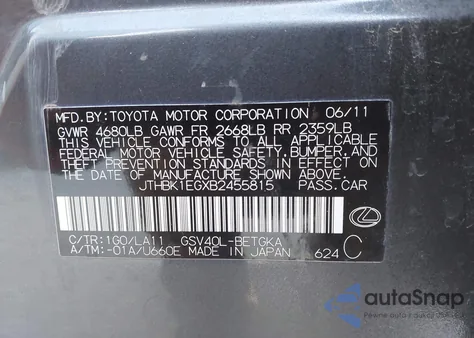 MFD.BY:TOYOTA MOTOR CORPORATION 06/11
GVWR 4680LB GAWR FR 2668LB RR 2359LB
THIS VEHICLE CONFORMS TO ALL APPLICABLE
FEDERAL MOTOR VEHICLE SAFETY,BUMPER,AND
THEFT PREVENTION STANDARDS IN EFFECT ON
THE DATE OF MANUFACTURE SHOWN ABOVE.
JTHBK1EGXB2455815 PASS.CAR
C/TR:1G0/LA11 GSV40L-BETGKA
A/TM:-01A/U660E MADE IN JAPAN 624 C
autoSnap